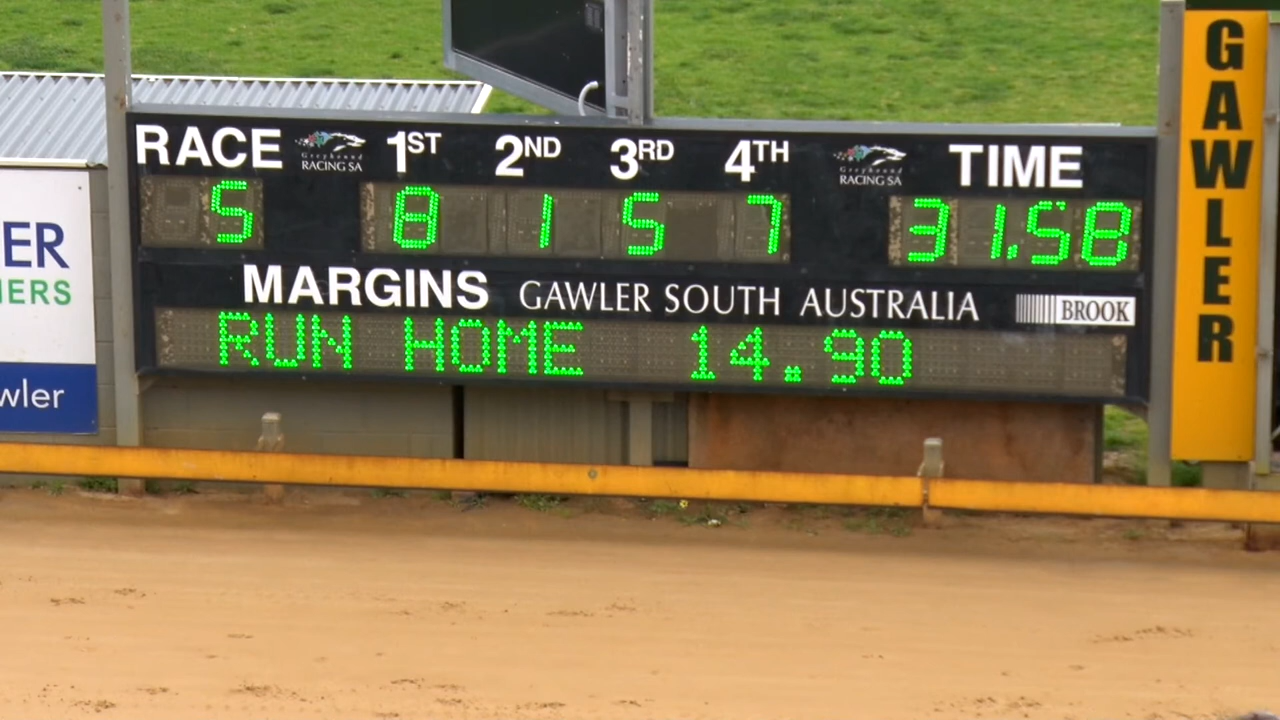 RACE Greyhound RACING SA 1ST 2ND 3RD 4TH Greyhound RACING SA TIME
5 8 1 5 7 31.58
MARGINS GAWLER SOUTH AUSTRALIA BROOK
RUN HOME 14.90
GAWLER
ER
ERS
wler